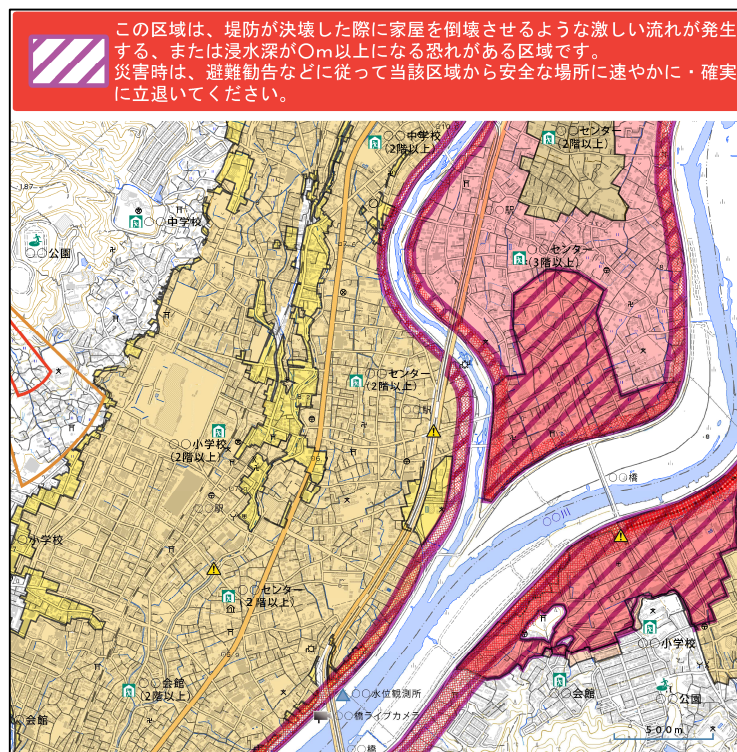 この区域は、堤防が決壊した際に家屋を倒壊させるような激しい流れが発生
する、または浸水深が〇m以上になる恐れがある区域です。
災害時は、避難勧告などに従って当該区域から安全な場所に速やかに・確実
に立退いてください。
〇〇中学校
(2階以上)
〇〇センター
(2階以上)
187
〇〇中学校
〇駅
〇〇公園
〇〇センター
(3階以上)
〇〇センター
(2階以上)
〇駅
〇〇小学校
(2階以上)
〇〇橋
〇〇駅
〇〇川
〇小学校
〇〇センター
(2階以上)
〇〇小学校
〇〇会館
(2階以上)
〇〇水位観測所
〇〇会館
〇〇公園
〇〇橋ライブカメラ
〇会館
〇橋
500m